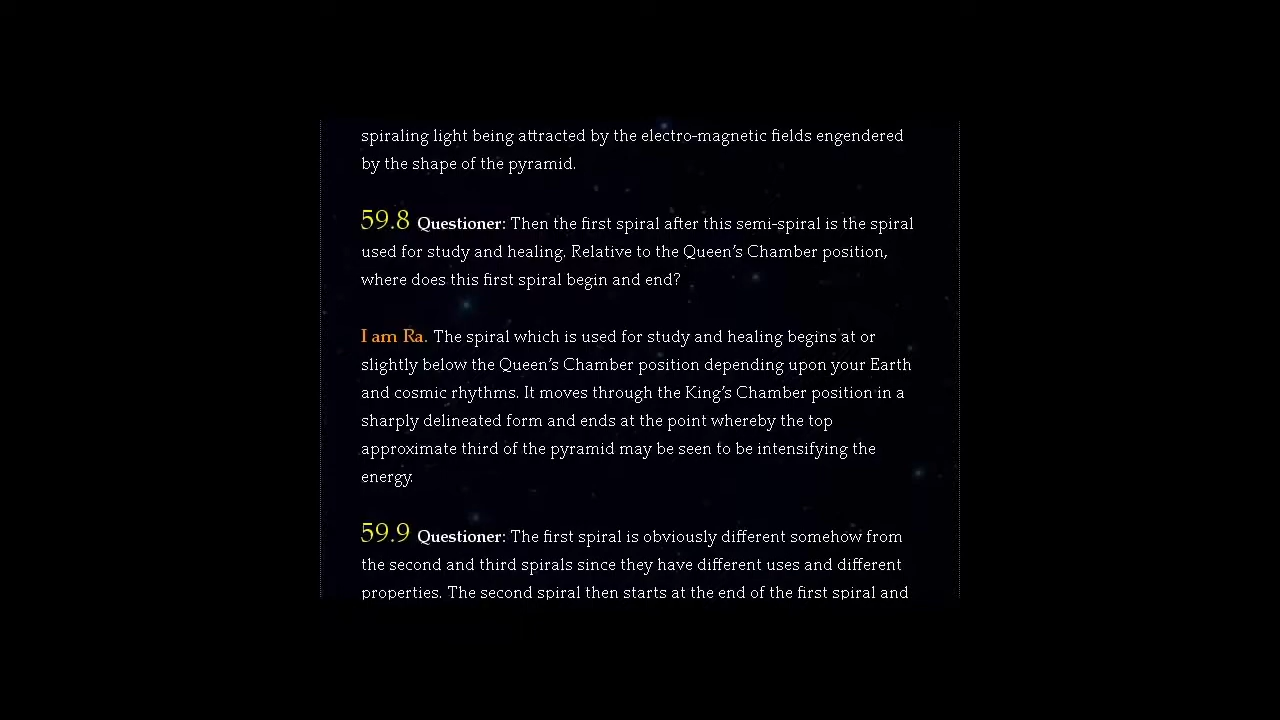 spiraling light being attracted by the electro-magnetic fields engendered
by the shape of the pyramid.
59.8 Questioner: Then the first spiral after this semi-spiral is the spiral
used for study and healing. Relative to the Queen’s Chamber position,
where does this first spiral begin and end?
I am Ra. The spiral which is used for study and healing begins at or
slightly below the Queen’s Chamber position depending upon your Earth
and cosmic rhythms. It moves through the King’s Chamber position in a
sharply delineated form and ends at the point whereby the top
approximate third of the pyramid may be seen to be intensifying the
energy.
59.9 Questioner: The first spiral is obviously different somehow from
the second and third spirals since they have different uses and different
properties. The second spiral then starts at the end of the first spiral and